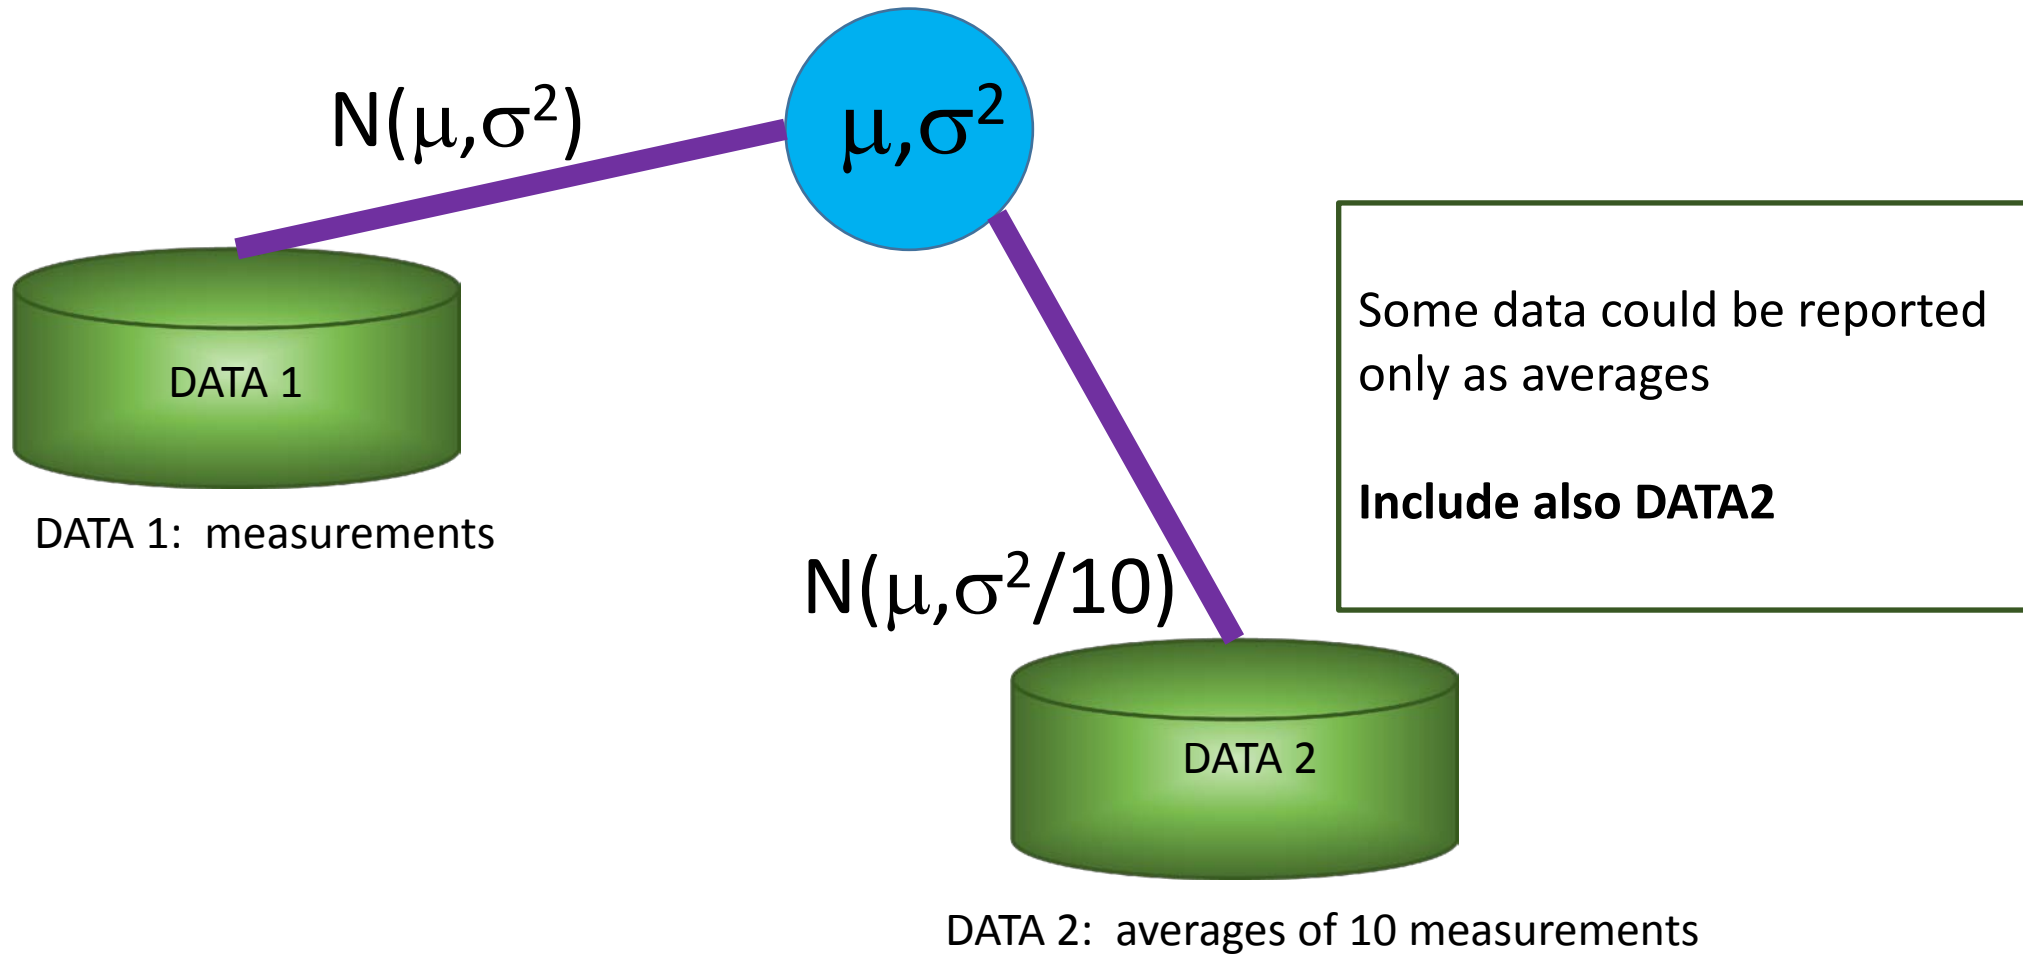 N(μ,σ²)
μ,σ²
DATA 1
DATA 1:  measurements
Some data could be reported
only as averages
Include also DATA2
N(μ,σ²/10)
DATA 2
DATA 2:  averages of 10 measurements